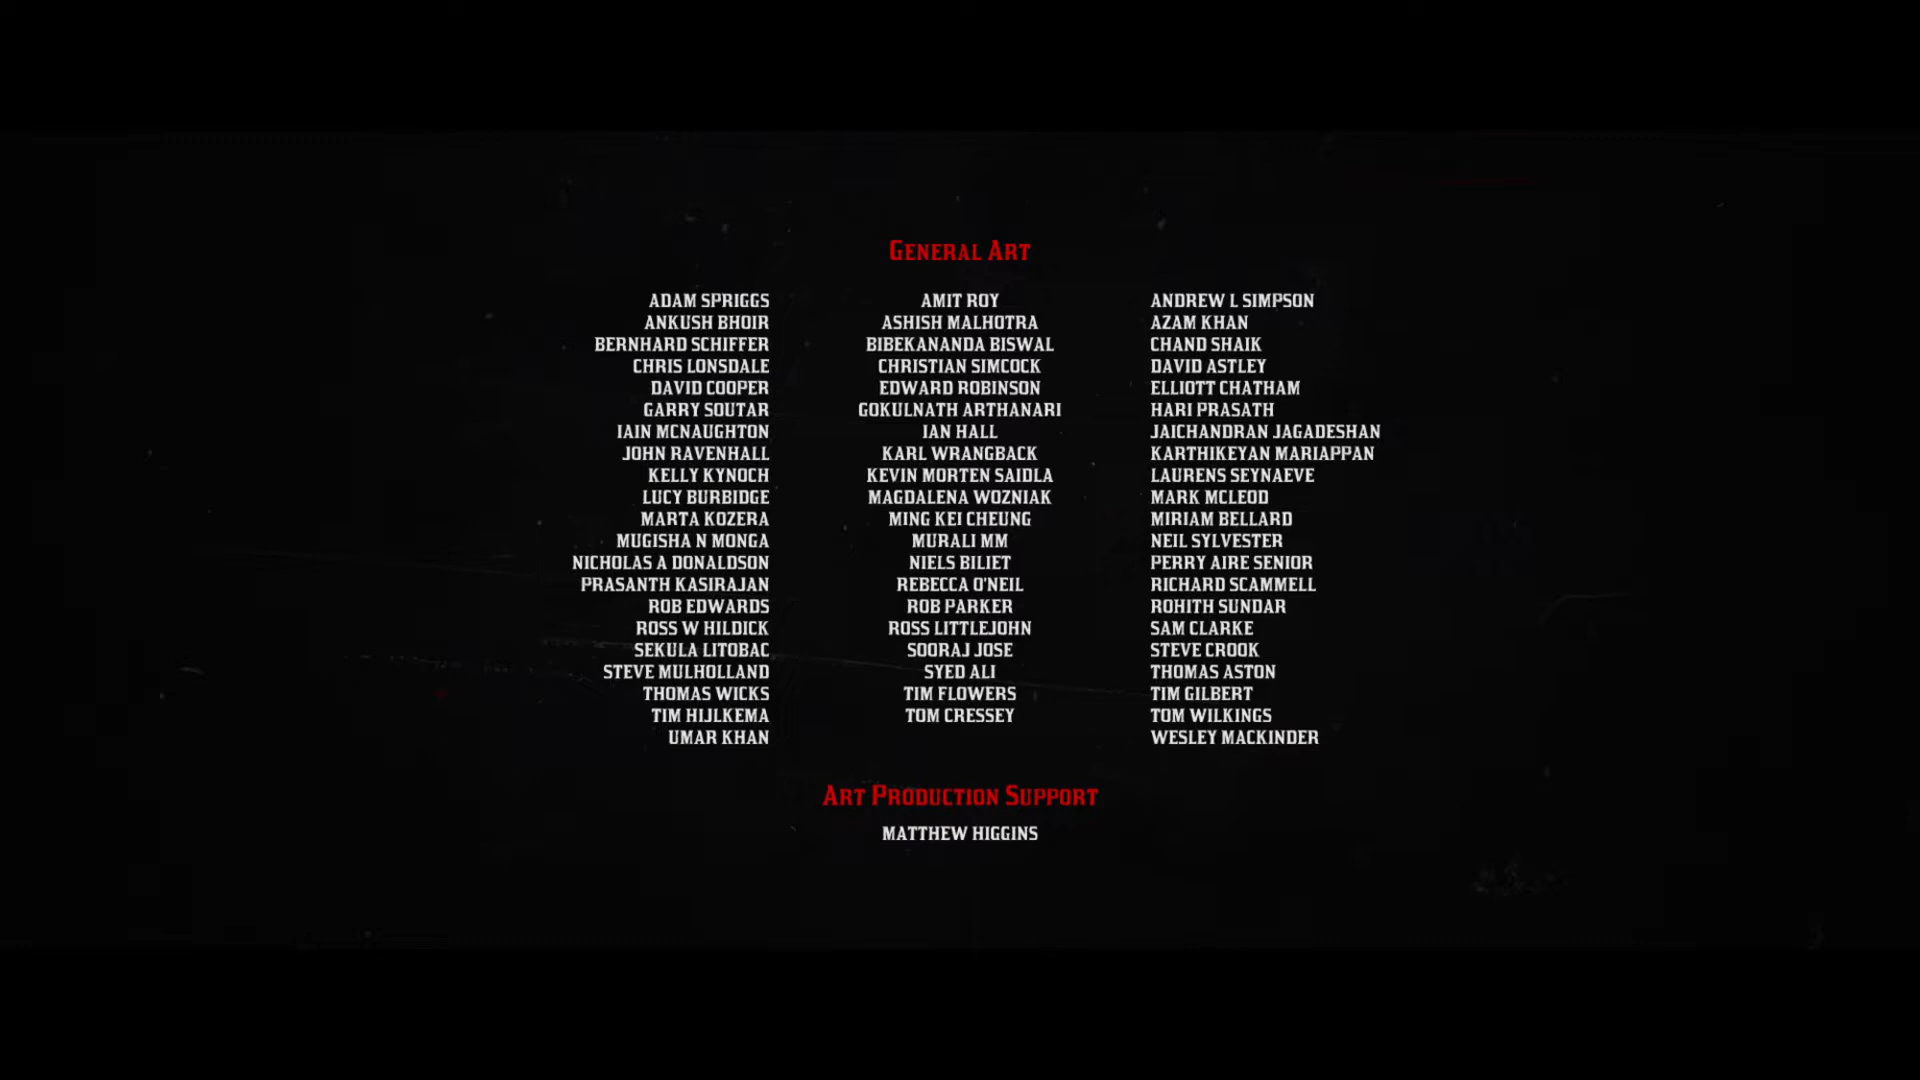 General Art
ADAM SPRIGGS AMIT ROY ANDREW L SIMPSON
ANKUSH BHOIR ASHISH MALHOTRA AZAM KHAN
BERNHARD SCHIFFER BIBEKANANDA BISWAL CHAND SHAIK
CHRIS LONSDALE CHRISTIAN SIMCOCK DAVID ASTLEY
DAVID COOPER EDWARD ROBINSON ELLIOTT CHATHAM
GARRY SOUTAR GOKULNATH ARTHANARI HARI PRASATH
IAIN MCNAUGHTON IAN HALL JAICHANDRAN JAGADESHAN
JOHN RAVENHALL KARL WRANGBACK KARTHIKEYAN MARIAPPAN
KELLY KYNOCH KEVIN MORTEN SAIDLA LAURENS SEYNAEVE
LUCY BURBIDGE MAGDALENA WOZNIAK MARK MCLEOD
MARTA KOZERA MING KEI CHEUNG MIRIAM BELLARD
MUGISHA N MONGA MURALI MM NEIL SYLVESTER
NICHOLAS A DONALDSON NIELS BILIET PERRY AIRE SENIOR
PRASANTH KASIRAJAN REBECCA O'NEIL RICHARD SCAMMELL
ROB EDWARDS ROB PARKER ROHITH SUNDAR
ROSS W HILDICK ROSS LITTLEJOHN SAM CLARKE
SEKULA LITOBAC SOORAJ JOSE STEVE CROOK
STEVE MULHOLLAND SYED ALI THOMAS ASTON
THOMAS WICKS TIM FLOWERS TIM GILBERT
TIM HIJLKEMA TOM CRESSEY TOM WILKINGS
UMAR KHAN WESLEY MACKINDER
Art Production Support
MATTHEW HIGGINS